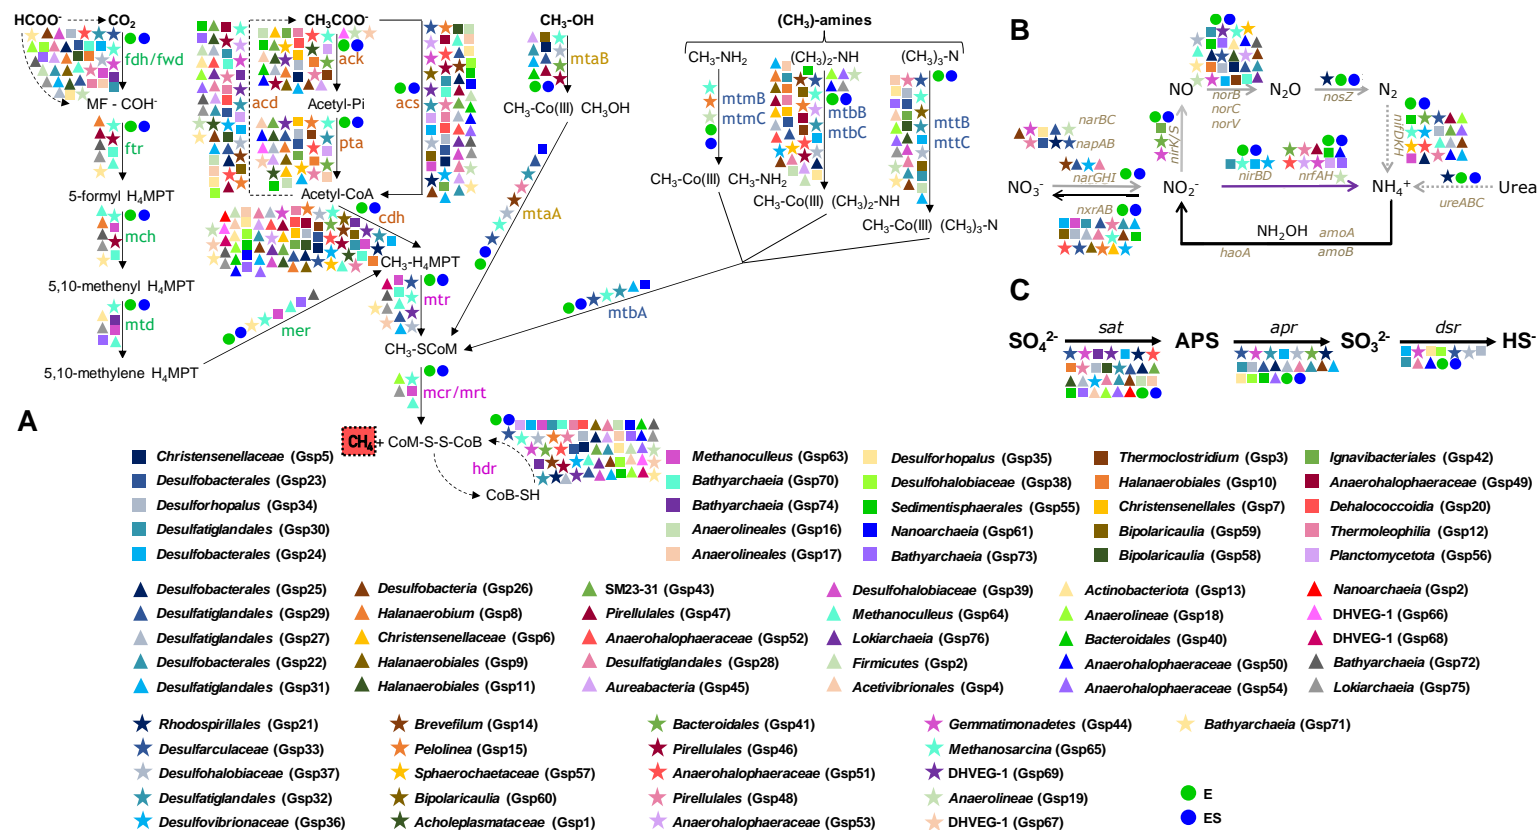 HCOO⁻ CO₂
fdh/fwd
MF - COH⁻
ftr
5-formyl H₄MPT
mch
5,10-methenyl H₄MPT
mtd
5,10-methylene H₄MPT
mer
CH₃COO⁻
ack
acd
Acetyl-Pi
acs
pta
Acetyl-CoA
cdh
CH₃-H₄MPT
mtr
CH₃-SCoM
mcr/mrt
CH₄ + CoM-S-S-CoB
hdr
CoB-SH
CH₃-OH
mtaB
CH₃-Co(III) CH₃OH
mtaA
(CH₃)-amines
CH₃-NH₂ (CH₃)₂-NH (CH₃)₃-N
mtmB
mtmC
mtbB
mtbC
mttB
mttC
CH₃-Co(III) CH₃-NH₂
CH₃-Co(III) (CH₃)₂-NH
CH₃-Co(III) (CH₃)₃-N
mtbA
A
B
NO N₂O N₂
norB
norC
norV
nosZ
nirK/S
nifDKH
narBC
napAB
narGHI
NO₃⁻ NO₂⁻ NH₄⁺ Urea
nxrAB
nirBD
nrfAH
ureABC
NH₂OH amoA
haoA amoB
C
sat apr dsr
SO₄²⁻ APS SO₃²⁻ HS⁻
Christensenellaceae (Gsp5)
Desulfobacterales (Gsp23)
Desulforhopalus (Gsp34)
Desulfatiglandales (Gsp30)
Desulfobacterales (Gsp24)
Methanoculleus (Gsp63)
Bathyarchaeia (Gsp70)
Bathyarchaeia (Gsp74)
Anaerolineales (Gsp16)
Anaerolineales (Gsp17)
Desulforhopalus (Gsp35)
Desulfohalobiaceae (Gsp38)
Sedimentisphaerales (Gsp55)
Nanoarchaeia (Gsp61)
Bathyarchaeia (Gsp73)
Thermoclostridium (Gsp3)
Halanaerobiales (Gsp10)
Christensenellales (Gsp7)
Bipolaricaulia (Gsp59)
Bipolaricaulia (Gsp58)
Ignavibacteriales (Gsp42)
Anaerohalophaeraceae (Gsp49)
Dehalococcoidia (Gsp20)
Thermoleophilia (Gsp12)
Planctomycetota (Gsp56)
Desulfobacterales (Gsp25)
Desulfatiglandales (Gsp29)
Desulfatiglandales (Gsp27)
Desulfobacterales (Gsp22)
Desulfatiglandales (Gsp31)
Desulfobacteria (Gsp26)
Halanaerobium (Gsp8)
Christensenellaceae (Gsp6)
Halanaerobiales (Gsp9)
Halanaerobiales (Gsp11)
SM23-31 (Gsp43)
Pirellulales (Gsp47)
Anaerohalophaeraceae (Gsp52)
Desulfatiglandales (Gsp28)
Aureabacteria (Gsp45)
Desulfohalobiaceae (Gsp39)
Methanoculleus (Gsp64)
Lokiarchaeia (Gsp76)
Firmicutes (Gsp2)
Acetivibrionales (Gsp4)
Actinobacteriota (Gsp13)
Anaerolineae (Gsp18)
Bacteroidales (Gsp40)
Anaerohalophaeraceae (Gsp50)
Anaerohalophaeraceae (Gsp54)
Nanoarchaeia (Gsp2)
DHVEG-1 (Gsp66)
DHVEG-1 (Gsp68)
Bathyarchaeia (Gsp72)
Lokiarchaeia (Gsp75)
Rhodospirillales (Gsp21)
Desulfarculaceae (Gsp33)
Desulfohalobiaceae (Gsp37)
Desulfatiglandales (Gsp32)
Desulfovibrionaceae (Gsp36)
Brevefilum (Gsp14)
Pelolinea (Gsp15)
Sphaerochaetaceae (Gsp57)
Bipolaricaulia (Gsp60)
Acholeplasmataceae (Gsp1)
Bacteroidales (Gsp41)
Pirellulales (Gsp46)
Anaerohalophaeraceae (Gsp51)
Pirellulales (Gsp48)
Anaerohalophaeraceae (Gsp53)
Gemmatimonadetes (Gsp44)
Methanosarcina (Gsp65)
DHVEG-1 (Gsp69)
Anaerolineae (Gsp19)
DHVEG-1 (Gsp67)
Bathyarchaeia (Gsp71)
E
ES